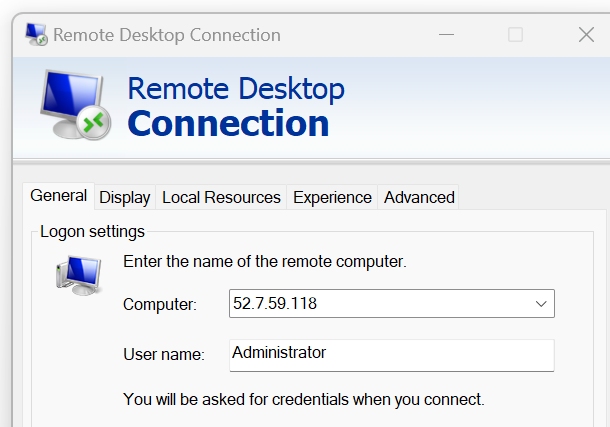 Remote Desktop Connection
Remote Desktop
Connection
General Display Local Resources Experience Advanced
Logon settings
Enter the name of the remote computer.
Computer: 52.7.59.118
User name: Administrator
You will be asked for credentials when you connect.